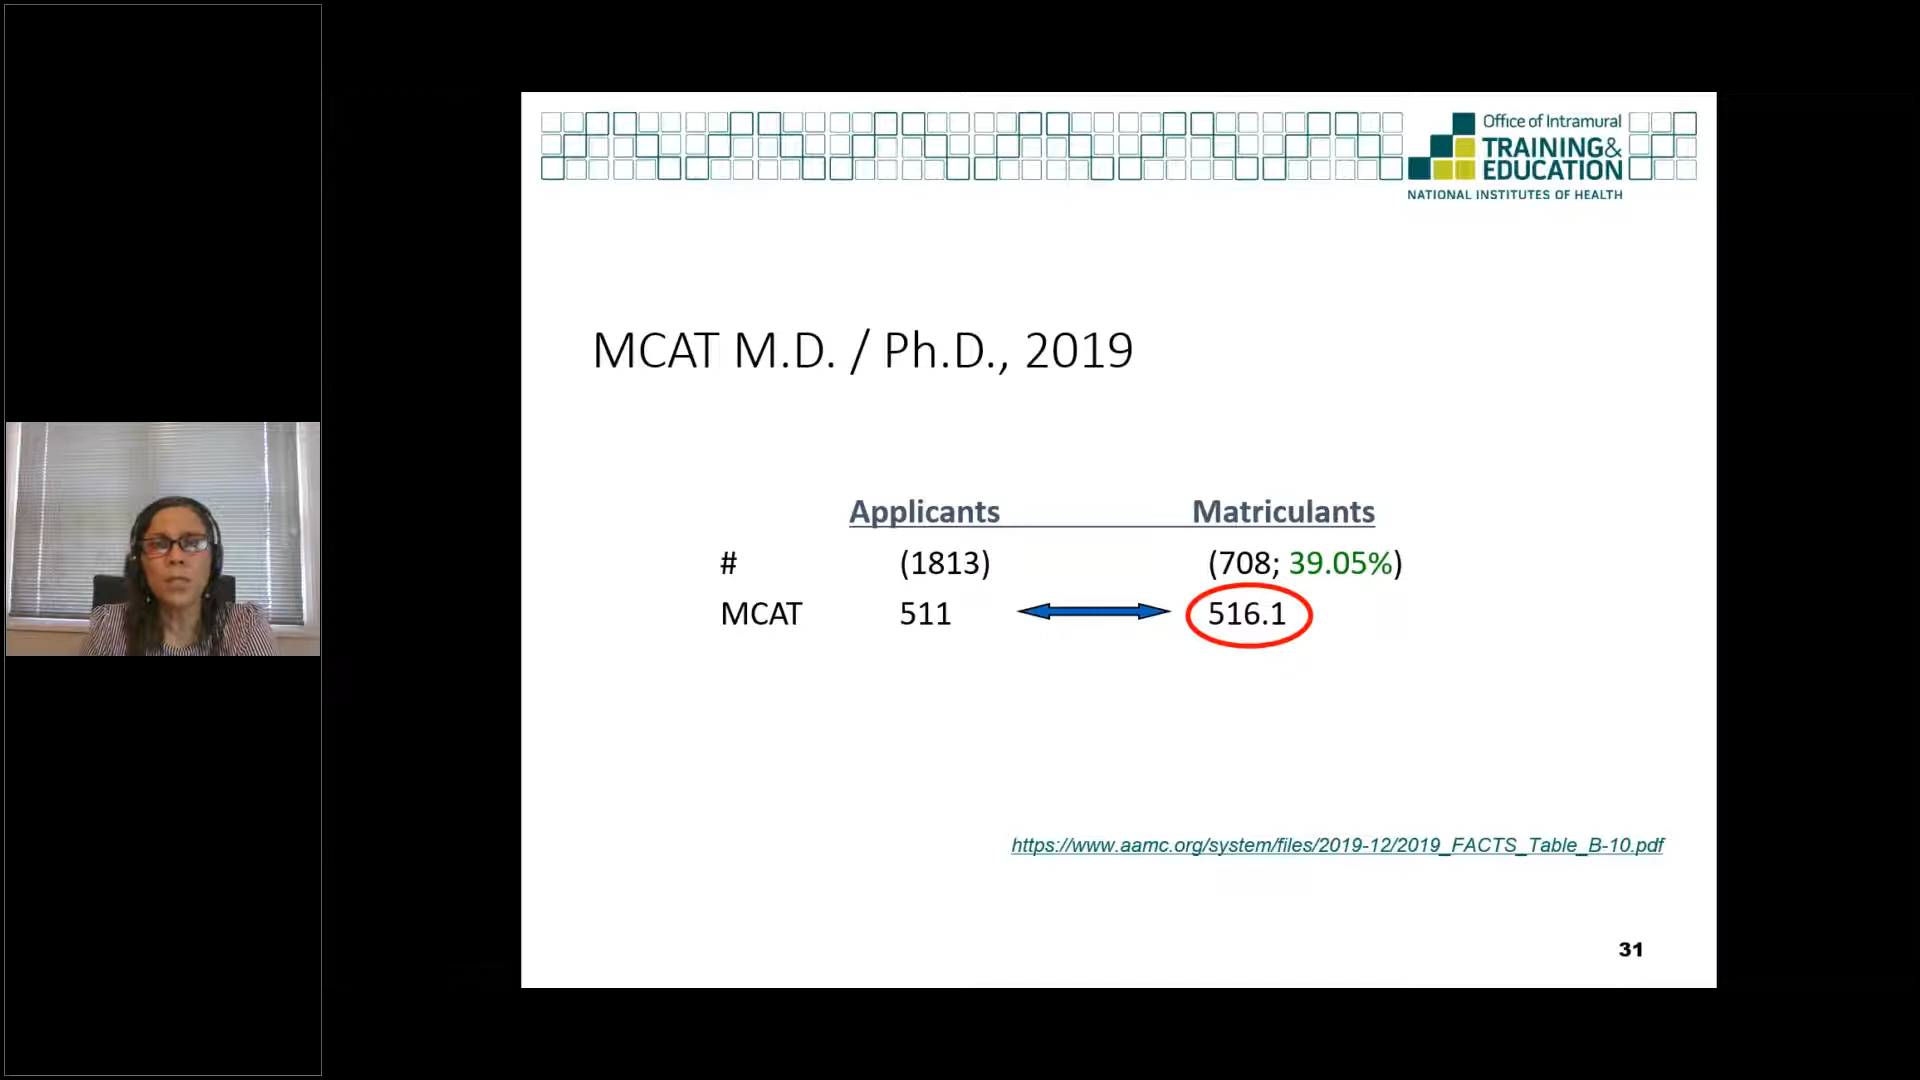 Office of Intramural
TRAINING&
EDUCATION
NATIONAL INSTITUTES OF HEALTH
MCAT M.D. / Ph.D., 2019
Applicants Matriculants
# (1813) (708; 39.05%)
MCAT 511 516.1
https://www.aamc.org/system/files/2019-12/2019_FACTS_Table_B-10.pdf
31